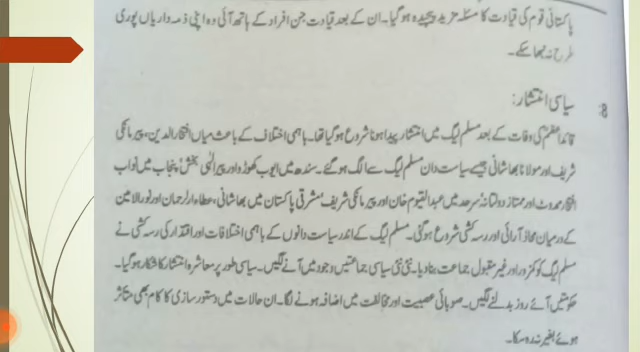 پاکستانی قوم کی قیادت کا مسئلہ مزید پیچیدہ ہو گیا۔ ان کے بعد قیادت جن افراد کے ہاتھ آئی وہ اپنی ذمہ داریاں پوری
طرح نہ نبھا سکے۔
8. سیاسی انتشار:
قائد اعظمؒ کی وفات کے بعد مسلم لیگ میں انتشار پیدا ہونا شروع ہو گیا تھا۔ باہمی اختلاف کے باعث میاں افتخار الدین، پیر مانکی
شریف اور مولانا بھاشانی جیسے سیاست دان مسلم لیگ سے الگ ہو گئے۔ سندھ میں ایوب کھوڑو اور پیر الٰہی بخش، پنجاب میں نواب
افتخار ممدوٹ اور ممتاز دولتانہ، سرحد میں عبدالقیوم خان اور پیر مانکی شریف، مشرقی پاکستان میں بھاشانی، عطاء الرحمان اور نور الامین
کے درمیان محاذ آرائی اور رسہ کشی شروع ہو گئی۔ مسلم لیگ کے اندر سیاست دانوں کے باہمی اختلافات اور اقتدار کی رسہ کشی نے
مسلم لیگ کو کمزور اور غیر مقبول جماعت بنا دیا۔ نئی نئی سیاسی جماعتیں وجود میں آنے لگیں۔ سیاسی طور پر معاشرہ انتشار کا شکار ہو گیا۔
حکومتیں آئے روز بدلنے لگیں۔ صوبائی عصبیت اور مخالفت میں اضافہ ہونے لگا۔ ان حالات میں دستور سازی کا کام بھی متاثر
ہوئے بغیر نہ رہ سکا۔